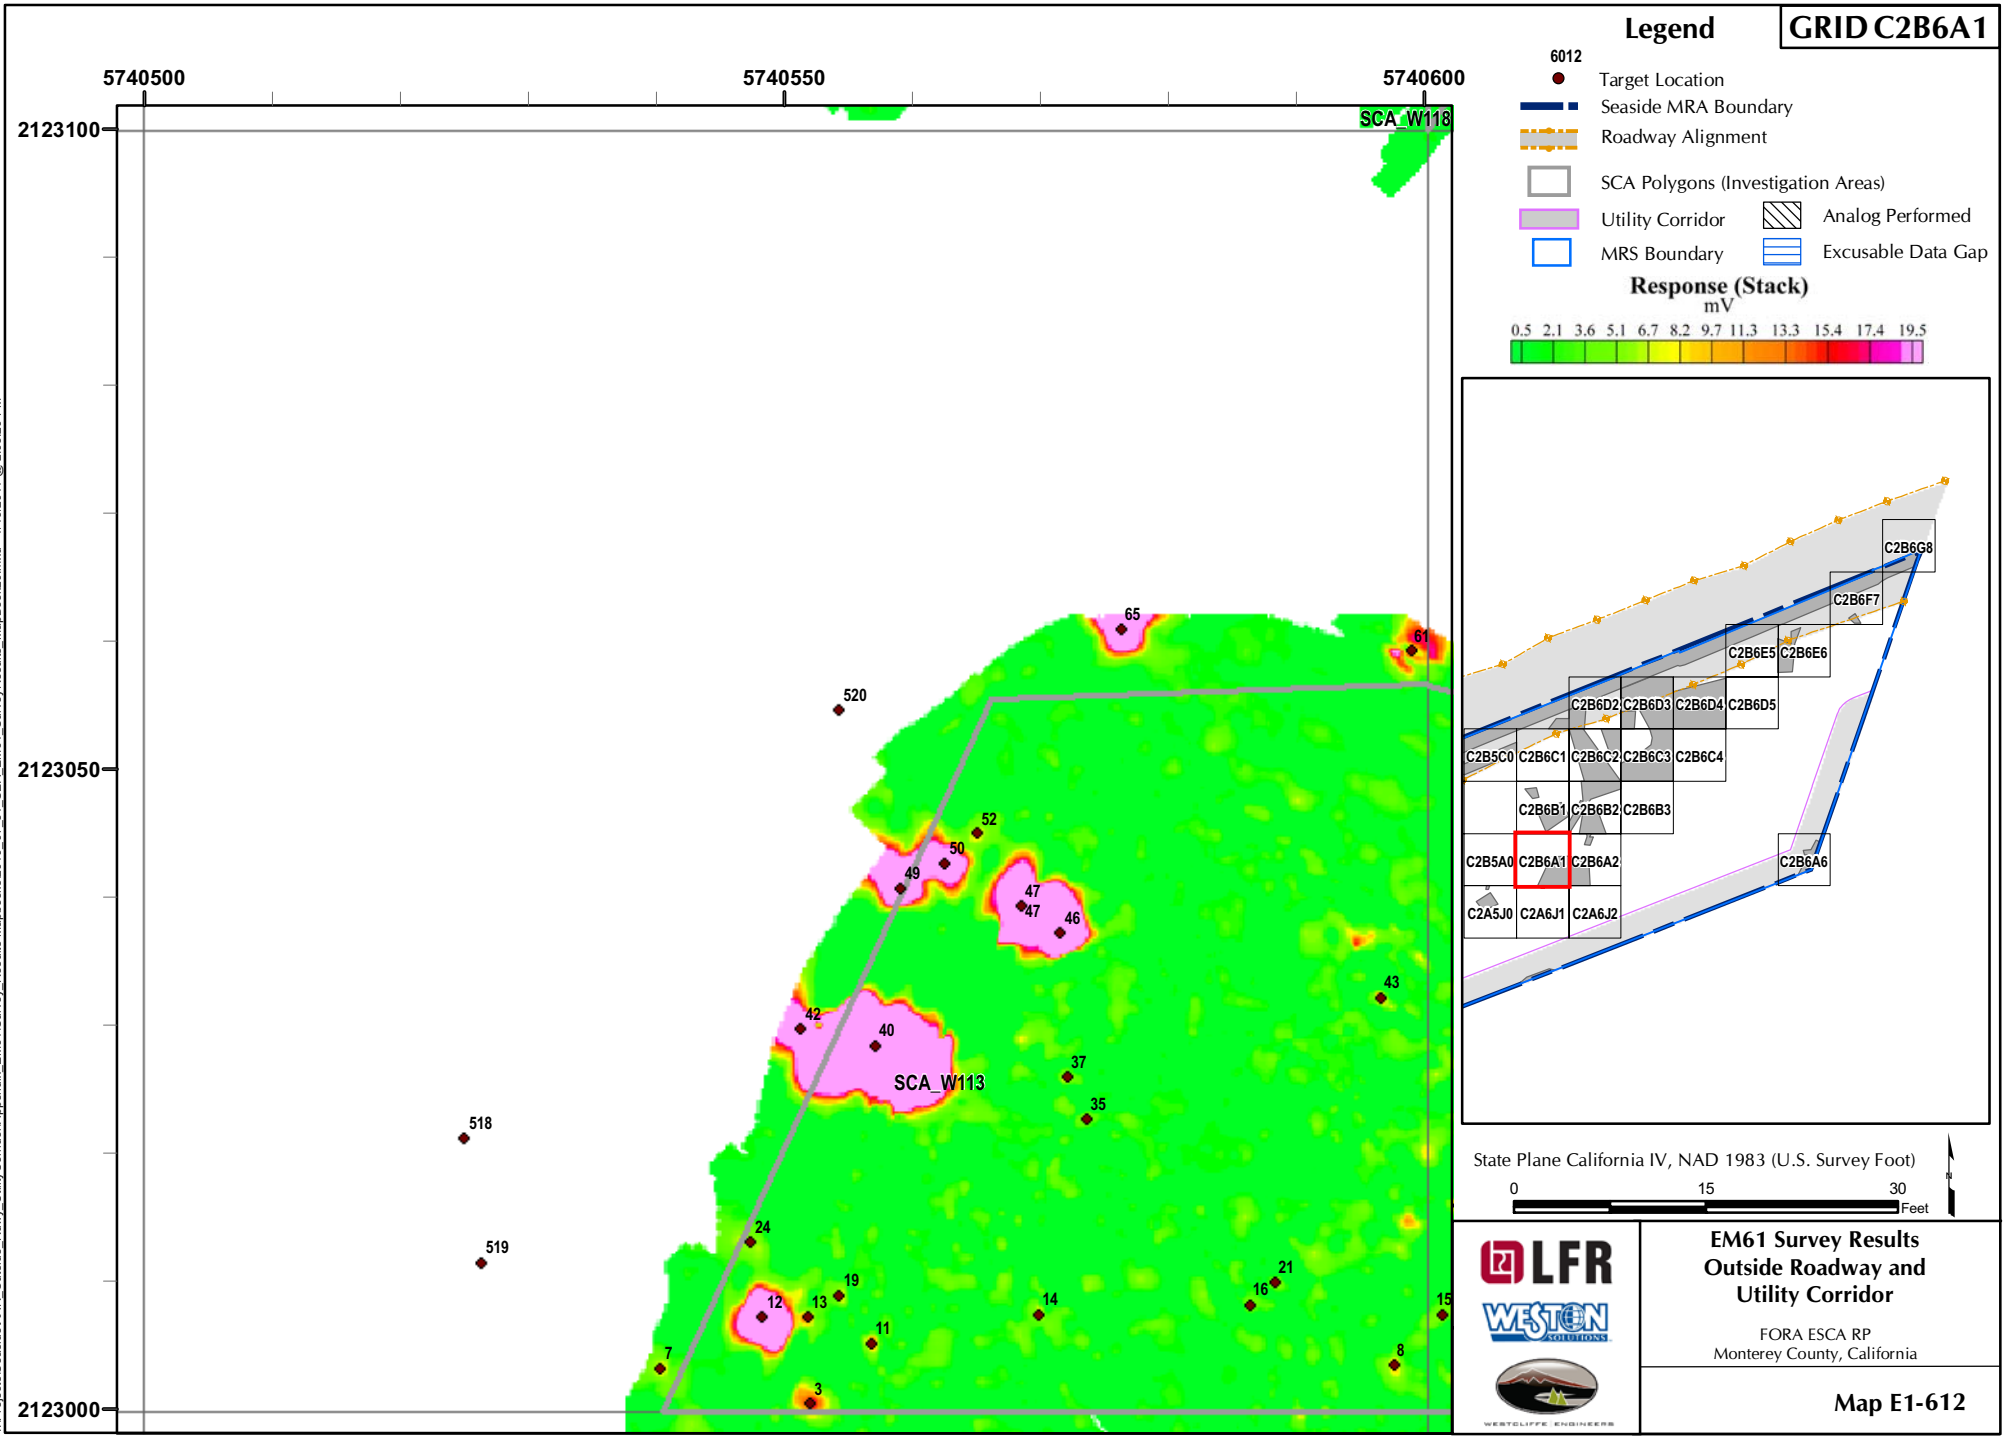 GRID C2B6A1
Legend
6012
Target Location
Seaside MRA Boundary
Roadway Alignment
SCA Polygons (Investigation Areas)
Utility Corridor
Analog Performed
MRS Boundary
Excusable Data Gap
Response (Stack)
mV
0.5 2.1 3.6 5.1 6.7 8.2 9.7 11.3 13.3 15.4 17.4 19.5
5740500
5740550
5740600
2123100
2123050
2123000
SCA_W118
65
61
520
52
50
49
47
47
46
43
42
40
SCA_W113
37
35
518
24
519
21
19
16
12
13
14
15
11
7
8
3
C2B6G8
C2B6F7
C2B6E5 C2B6E6
C2B6D2 C2B6D3 C2B6D4 C2B6D5
C2B5C0 C2B6C1 C2B6C2 C2B6C3 C2B6C4
C2B6B1 C2B6B2 C2B6B3
C2B5A0 C2B6A1 C2B6A2 C2B6A6
C2A5J0 C2A6J1 C2A6J2
State Plane California IV, NAD 1983 (U.S. Survey Foot)
0 15 30
Feet
N
LFR
WESTON
SOLUTIONS
WESTCLIFFE ENGINEERS
EM61 Survey Results
Outside Roadway and
Utility Corridor
FORA ESCA RP
Monterey County, California
Map E1-612